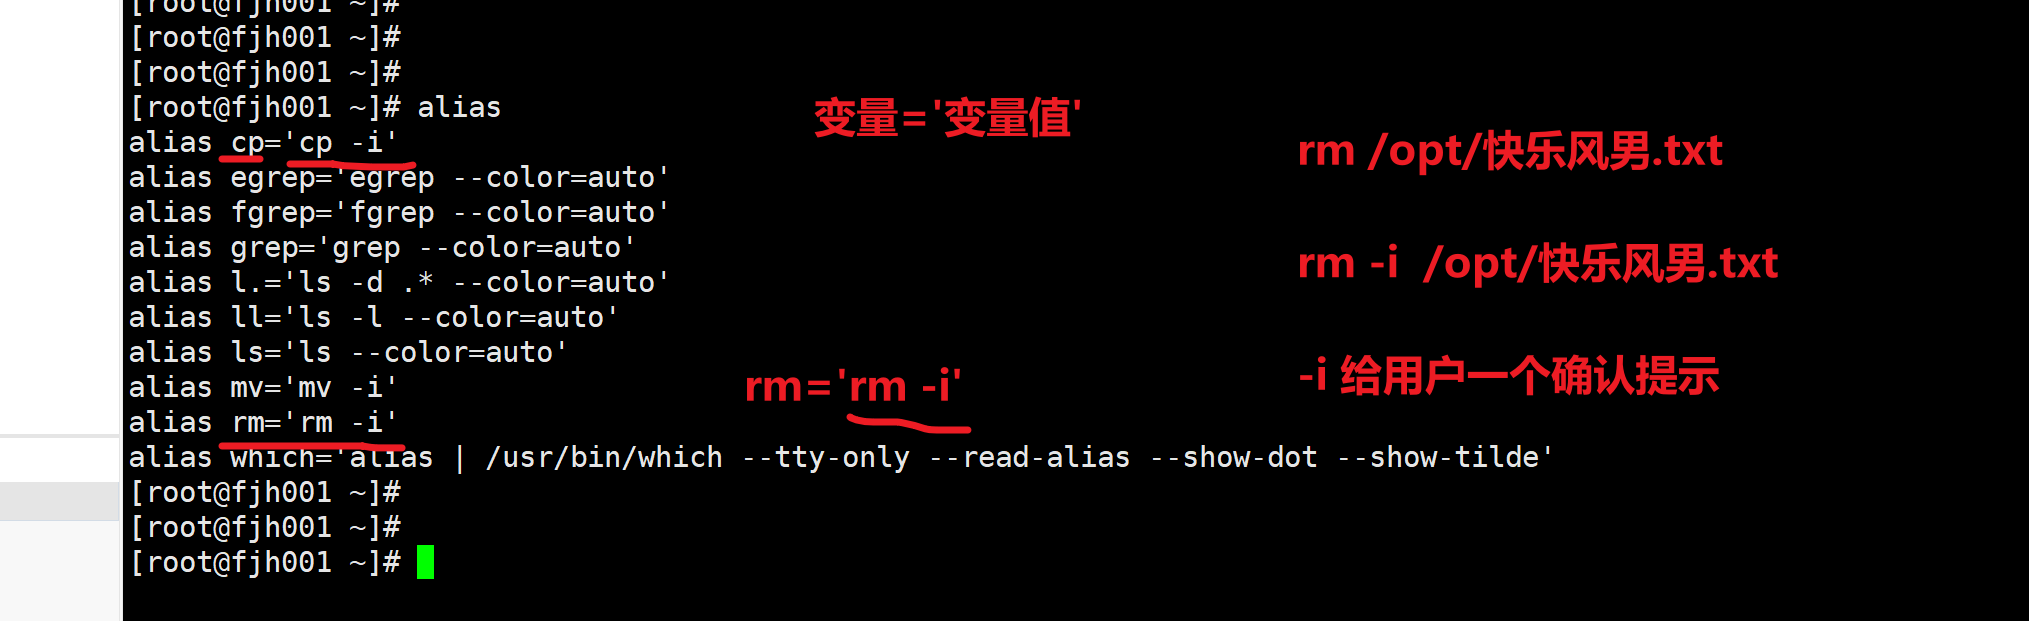 [root@fjh001 ~]#
[root@fjh001 ~]#
[root@fjh001 ~]#
[root@fjh001 ~]# alias
alias cp='cp -i'
alias egrep='egrep --color=auto'
alias fgrep='fgrep --color=auto'
alias grep='grep --color=auto'
alias l.='ls -d .* --color=auto'
alias ll='ls -l --color=auto'
alias ls='ls --color=auto'
alias mv='mv -i'
alias rm='rm -i'
alias which='alias | /usr/bin/which --tty-only --read-alias --show-dot --show-tilde'
[root@fjh001 ~]#
[root@fjh001 ~]#
[root@fjh001 ~]#
变量='变量值'
rm='rm -i'
rm /opt/快乐风男.txt
rm -i /opt/快乐风男.txt
-i 给用户一个确认提示